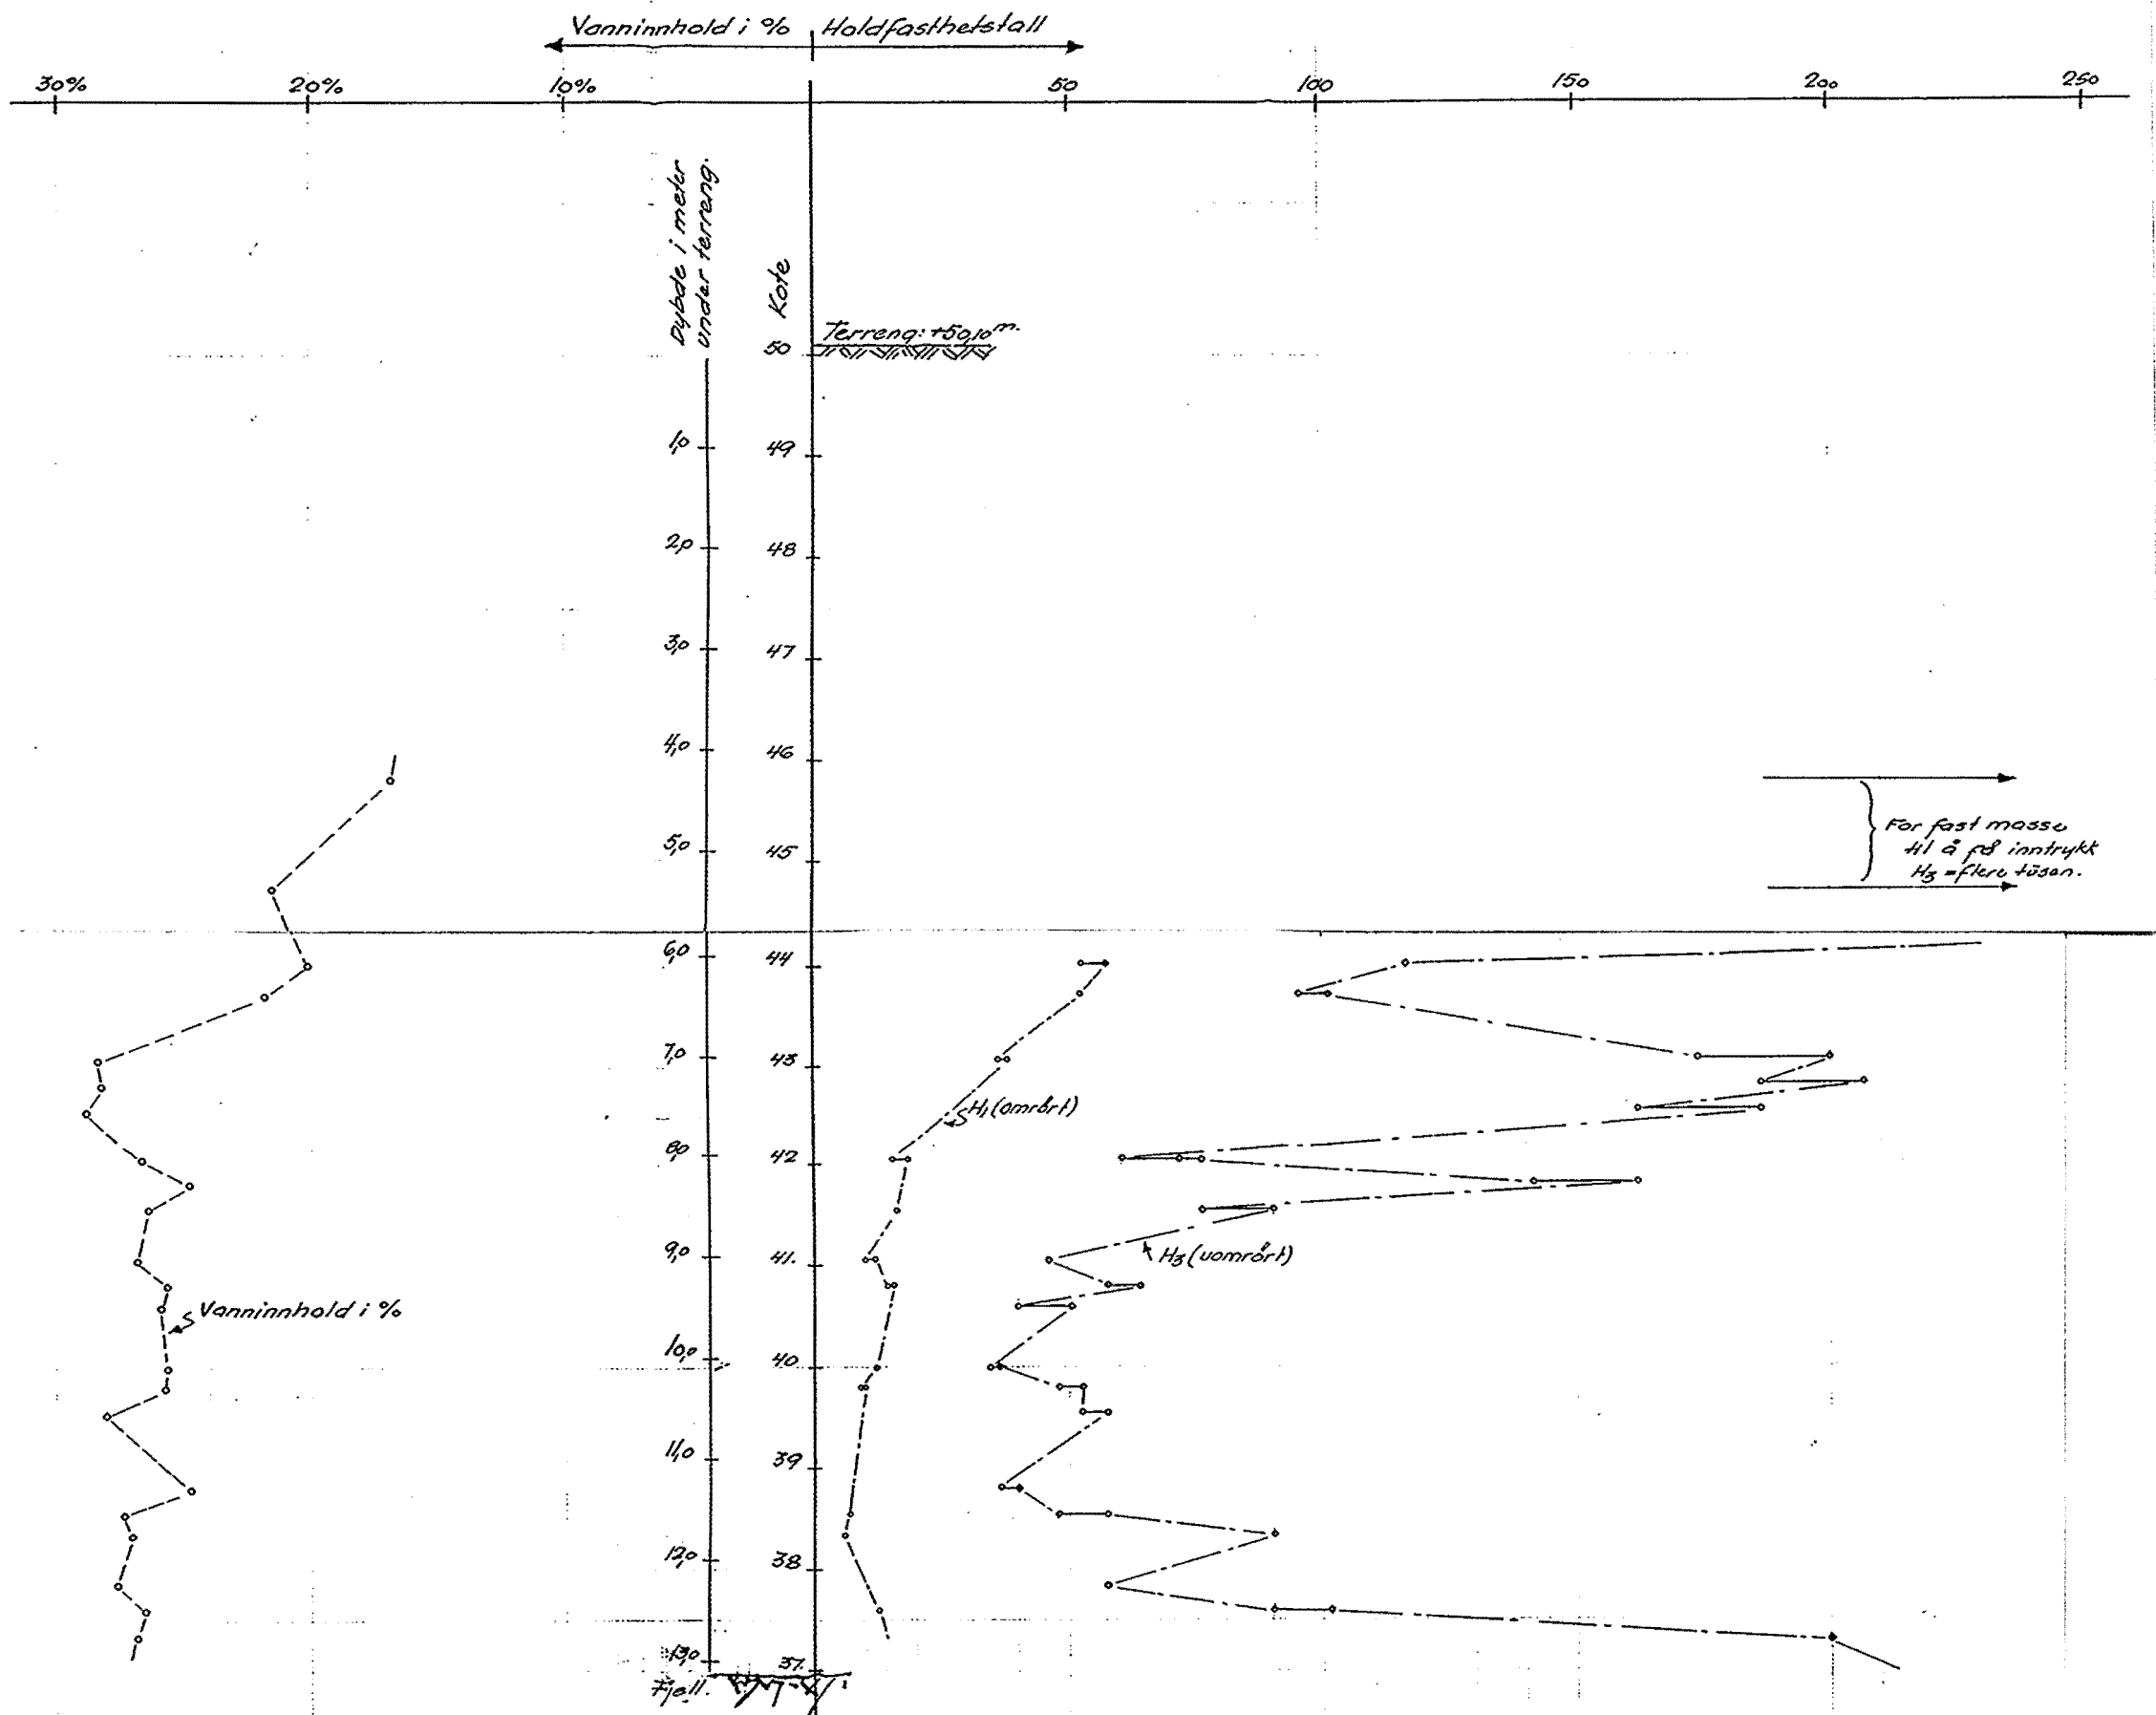 Vanninnhold i % Holdfasthetstall
30% 20% 10% 50 100 150 200 250
Dybde i meter
under terreng.
Kote
Terreng: +50,10 m.
50
1,0 49
2,0 48
3,0 47
4,0 46
For fast masse
til å få inntrykk
H3 = flere tusan.
5,0 45
6,0 44
7,0 43
H1 (omrørt)
8,0 42
9,0 41.
H3 (uomrørt)
Vanninnhold i %
10,0 40
11,0 39
12,0 38
13,0 37.
Fjell.